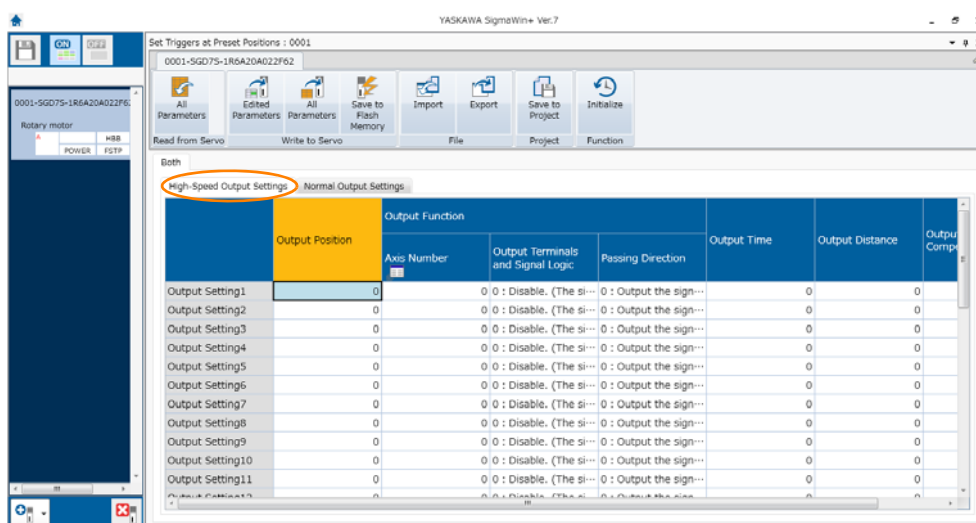 YASKAWA SigmaWin+ Ver.7
ON OFF
Set Triggers at Preset Positions : 0001
0001-SGD7S-1R6A20A022F62
All Parameters
Edited Parameters
All Parameters
Save to Flash Memory
Import
Export
Save to Project
Initialize
Read from Servo
Write to Servo
File
Project
Function
0001-SGD7S-1R6A20A022F6
Rotary motor
A HBB
POWER FSTP
Both
High-Speed Output Settings Normal Output Settings
Output Position
Output Function
Axis Number
Output Terminals and Signal Logic
Passing Direction
Output Time
Output Distance
Output
Compe
Output Setting1 0 0 0 : Disable. (The si··· 0 : Output the sign··· 0 0
Output Setting2 0 0 0 : Disable. (The si··· 0 : Output the sign··· 0 0
Output Setting3 0 0 0 : Disable. (The si··· 0 : Output the sign··· 0 0
Output Setting4 0 0 0 : Disable. (The si··· 0 : Output the sign··· 0 0
Output Setting5 0 0 0 : Disable. (The si··· 0 : Output the sign··· 0 0
Output Setting6 0 0 0 : Disable. (The si··· 0 : Output the sign··· 0 0
Output Setting7 0 0 0 : Disable. (The si··· 0 : Output the sign··· 0 0
Output Setting8 0 0 0 : Disable. (The si··· 0 : Output the sign··· 0 0
Output Setting9 0 0 0 : Disable. (The si··· 0 : Output the sign··· 0 0
Output Setting10 0 0 0 : Disable. (The si··· 0 : Output the sign··· 0 0
Output Setting11 0 0 0 : Disable. (The si··· 0 : Output the sign··· 0 0